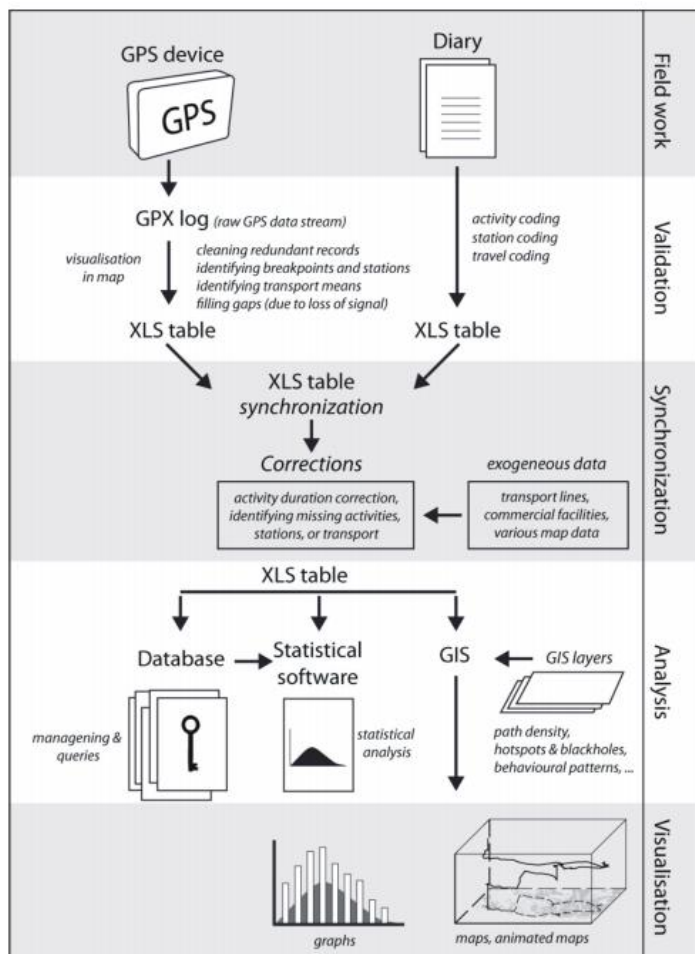 GPS device
Diary
GPS
Field work
GPX log (raw GPS data stream)
visualisation
in map
cleaning redundant records
identifying breakpoints and stations
identifying transport means
filling gaps (due to loss of signal)
activity coding
station coding
travel coding
Validation
XLS table
XLS table
XLS table
synchronization
Corrections
activity duration correction,
identifying missing activities,
stations, or transport
exogeneous data
transport lines,
commercial facilities,
various map data
Synchronization
XLS table
Database
Statistical
software
GIS
GIS layers
managening &
queries
statistical
analysis
path density,
hotspots & blackholes,
behavioural patterns, ...
Analysis
graphs
maps, animated maps
Visualisation